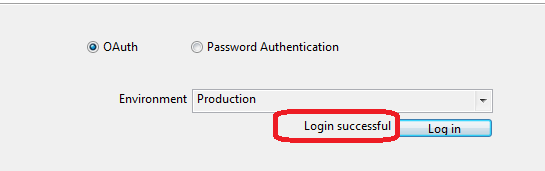 OAuth Password Authentication
Environment Production
Login successful Log in